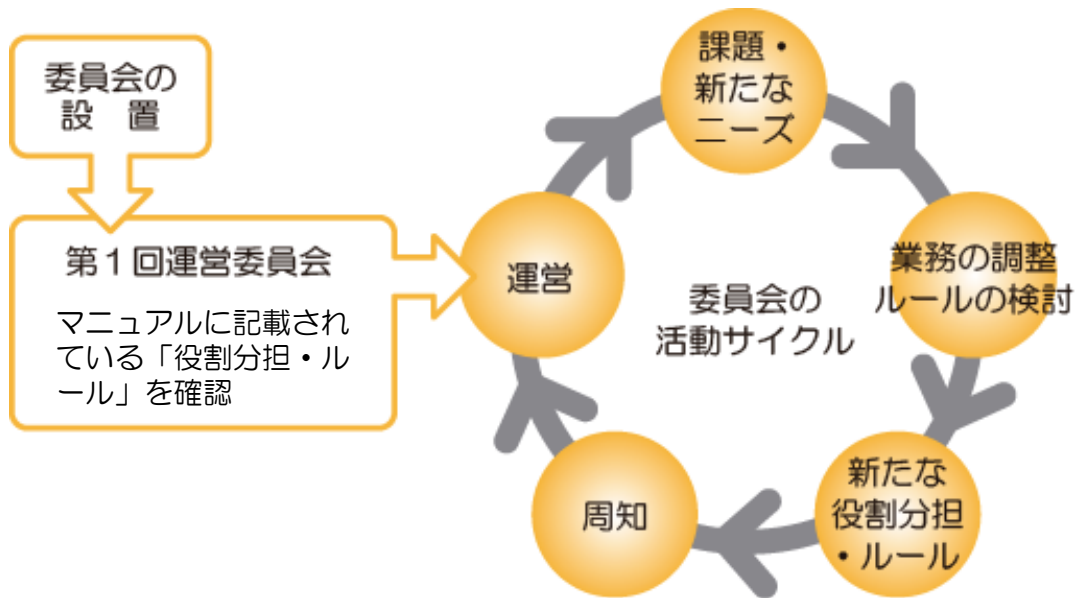 委員会の
設　置
第１回運営委員会
マニュアルに記載され
ている「役割分担・ル
ール」を確認
運営
課題・
新たな
ニーズ
業務の調整
ルールの検討
新たな
役割分担
・ルール
周知
委員会の
活動サイクル